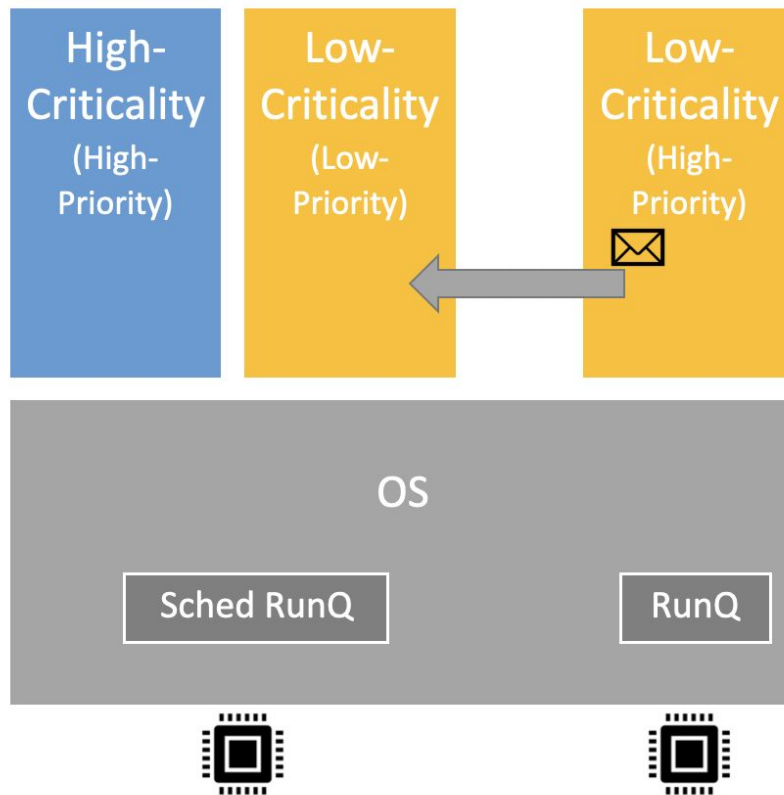 High-
Criticality
(High-
Priority)
Low-
Criticality
(Low-
Priority)
Low-
Criticality
(High-
Priority)
OS
Sched RunQ
RunQ